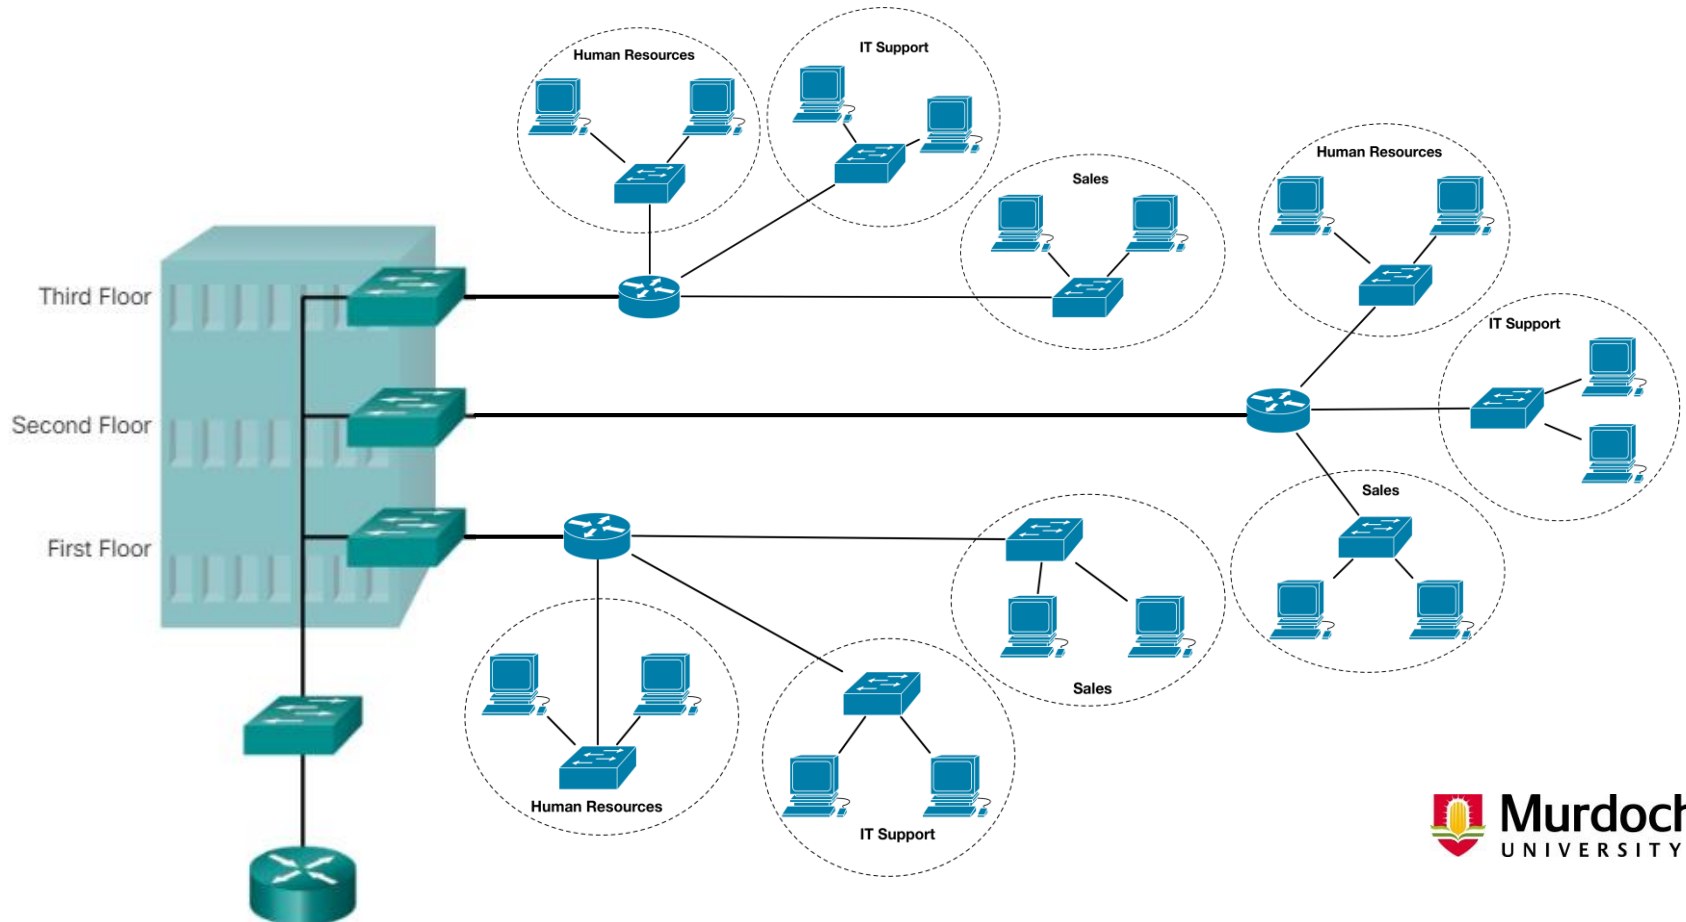 Human Resources
IT Support
Sales
Human Resources
IT Support
Sales
Third Floor
Second Floor
First Floor
Sales
Human Resources
IT Support
Murdoch
UNIVERSITY